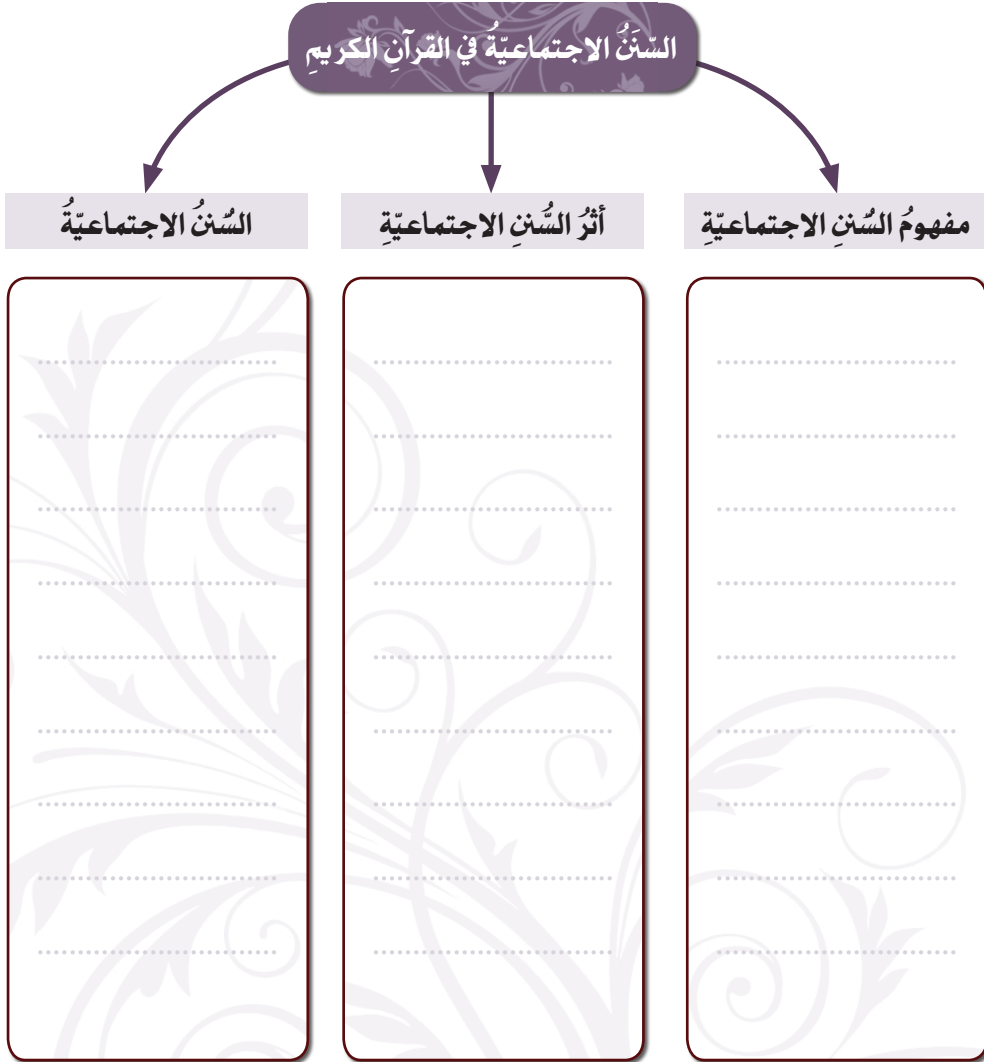 السّنَنُ الاجتماعيّةُ في القرآنِ الكريمِ
مفهومُ السُّننِ الاجتماعيّةِ
أثرُ السُّننِ الاجتماعيّةِ
السُّننُ الاجتماعيّةُ